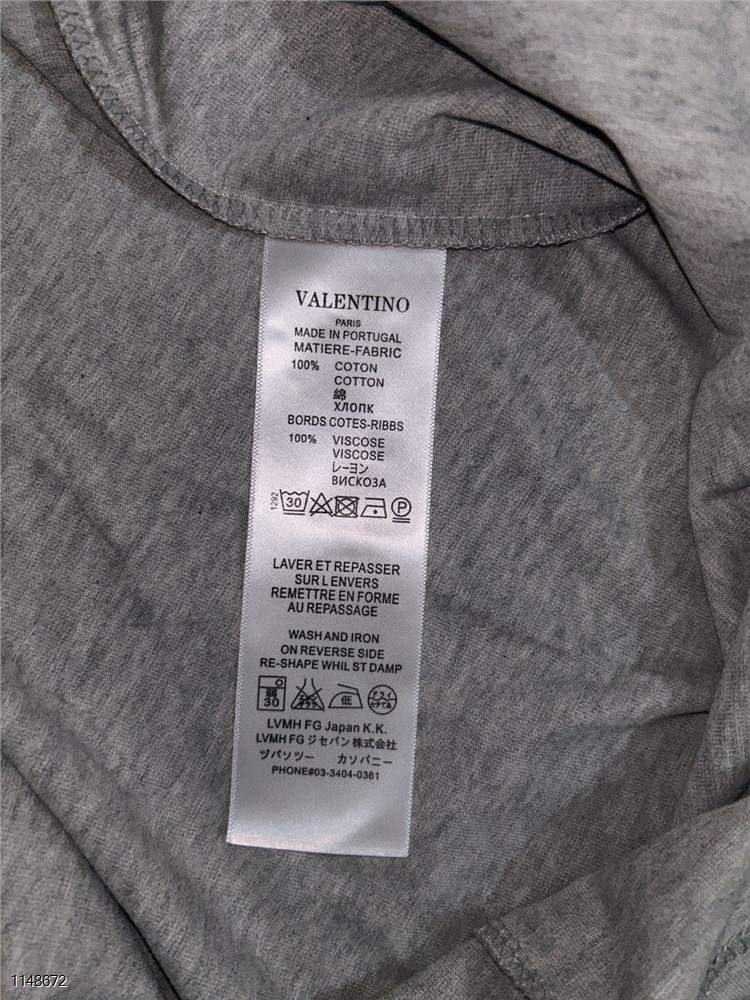 VALENTINO
PARIS
MADE IN PORTUGAL
MATIERE-FABRIC
100% COTON
COTTON
綿
ХЛОПК
BORDS COTES-RIBBS
100% VISCOSE
VISCOSE
レーヨン
ВИСКОЗА
1292 30 P
LAVER ET REPASSER
SUR L ENVERS
REMETTRE EN FORME
AU REPASSAGE
WASH AND IRON
ON REVERSE SIDE
RE-SHAPE WHIL ST DAMP
弱 30 低
LVMH FG Japan K.K.
LVMH FG ジセパン 株式会社
ヅパソツー カソパニー
PHONE#03-3404-0361
1148672